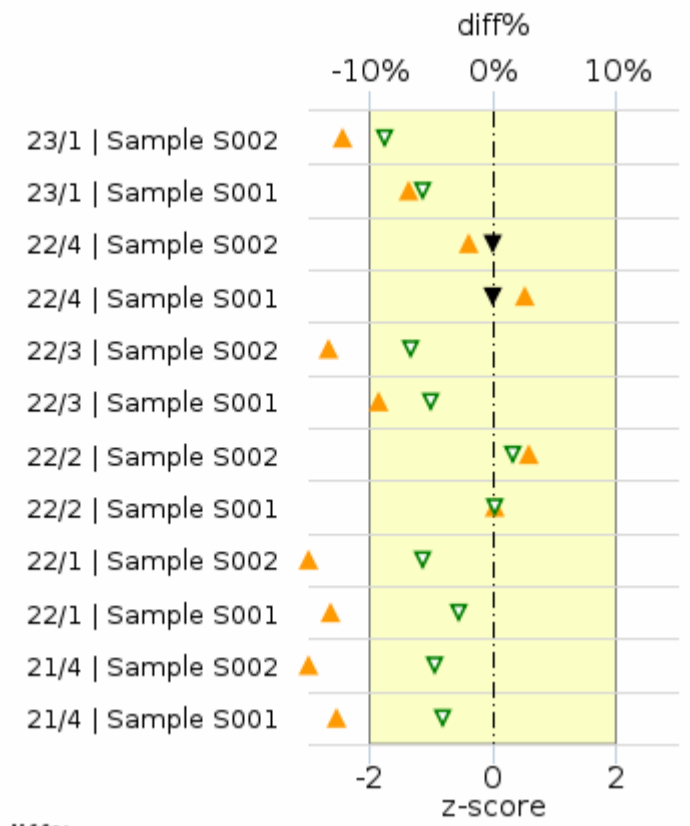 diff%
-10% 0% 10%
23/1 | Sample S002
23/1 | Sample S001
22/4 | Sample S002
22/4 | Sample S001
22/3 | Sample S002
22/3 | Sample S001
22/2 | Sample S002
22/2 | Sample S001
22/1 | Sample S002
22/1 | Sample S001
21/4 | Sample S002
21/4 | Sample S001
-2 0 2
z-score